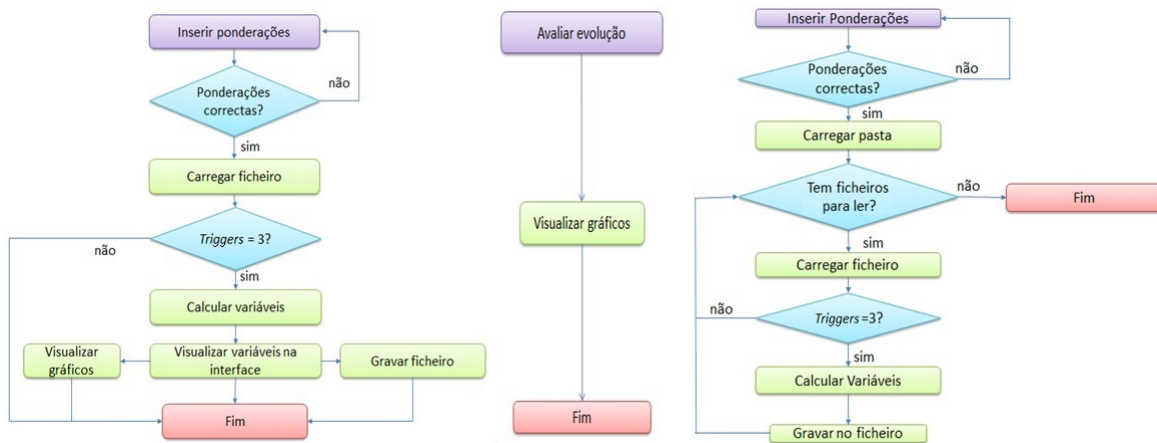 Inserir ponderações
não
Ponderações
correctas?
sim
Carregar ficheiro
Triggers = 3?
não
sim
Calcular variáveis
Visualizar
gráficos
Visualizar variáveis na
interface
Gravar ficheiro
Fim
Avaliar evolução
Visualizar gráficos
Fim
Inserir Ponderações
Ponderações
correctas?
não
sim
Carregar pasta
Tem ficheiros
para ler?
não
Fim
sim
Carregar ficheiro
não
Triggers =3?
sim
Calcular Variáveis
Gravar no ficheiro